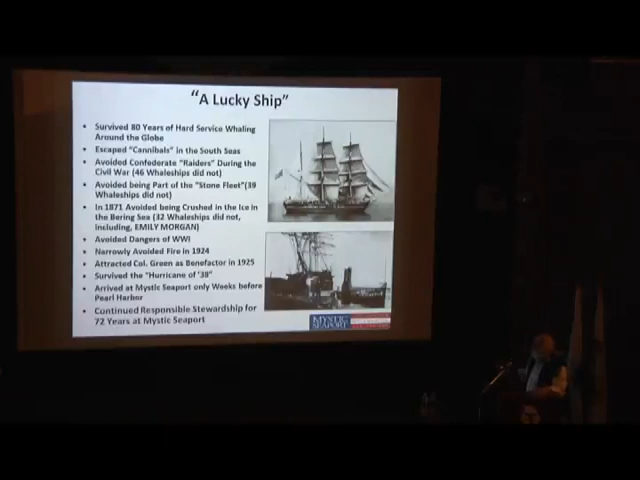 “A Lucky Ship”
• Survived 80 Years of Hard Service Whaling
Around the Globe
• Escaped “Cannibals” in the South Seas
• Avoided Confederate “Raiders” During the
Civil War (46 Whaleships did not)
• Avoided being Part of the “Stone Fleet”(39
Whaleships did not)
• In 1871 Avoided being Crushed in the Ice in
the Bering Sea (32 Whaleships did not,
including, EMILY MORGAN)
• Avoided Dangers of WWI
• Narrowly Avoided Fire in 1924
• Attracted Col. Green as Benefactor in 1925
• Survived the “Hurricane of ‘38”
• Arrived at Mystic Seaport only Weeks before
Pearl Harbor
• Continued Responsible Stewardship for
72 Years at Mystic Seaport
MYSTIC
SEAPORT